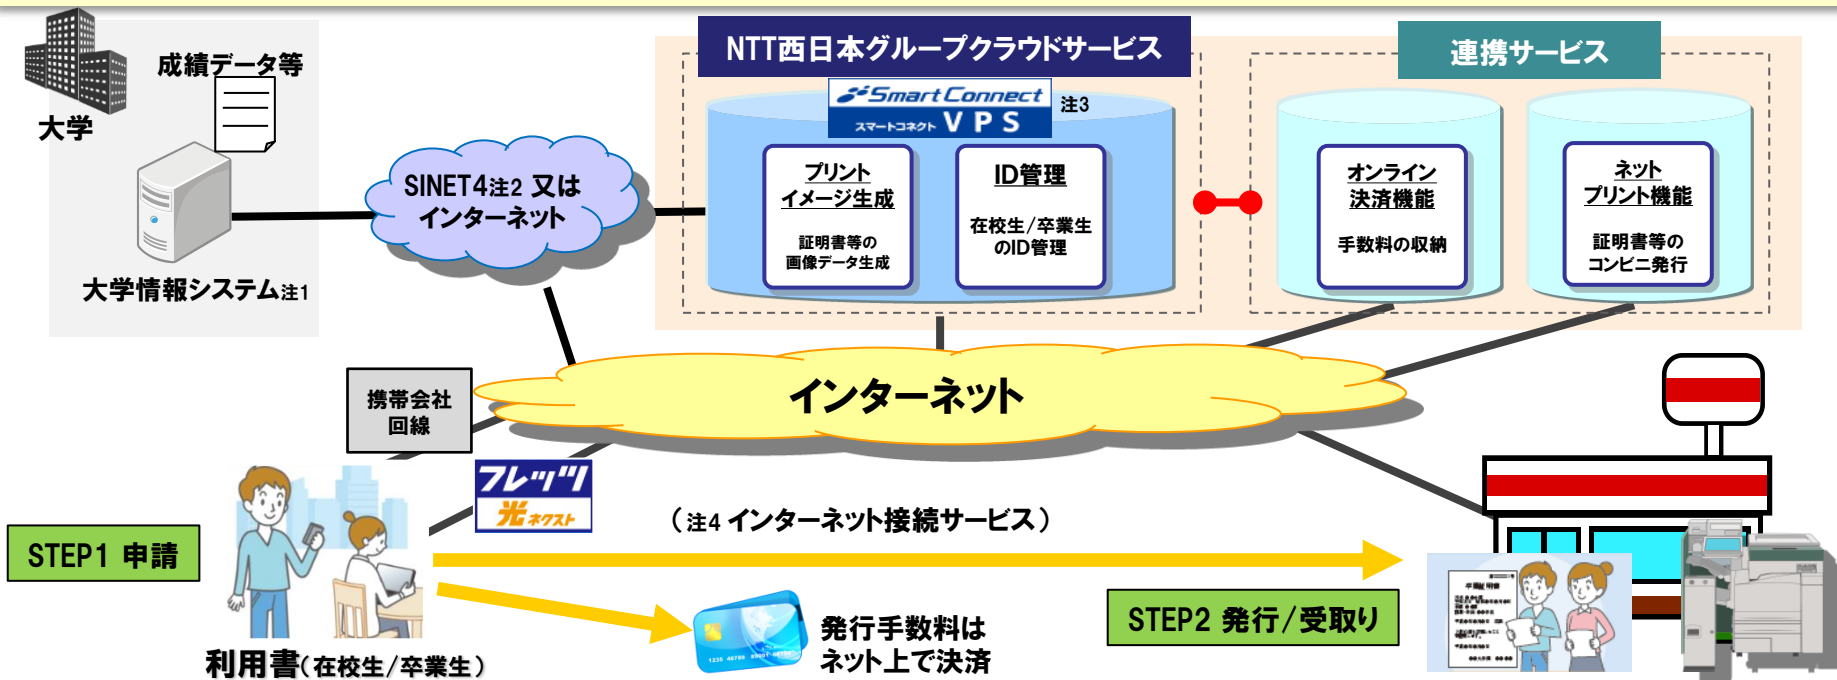 成績データ等
大学
大学情報システム注1
SINET4注2 又は
インターネット
NTT西日本グループクラウドサービス
Smart Connect
スマートコネクト VPS
注3
プリント
イメージ生成
証明書等の
画像データ生成
ID管理
在校生/卒業生
のID管理
連携サービス
オンライン
決済機能
手数料の収納
ネット
プリント機能
証明書等の
コンビニ発行
インターネット
携帯会社
回線
フレッツ
光ネクスト
(注4 インターネット接続サービス)
STEP1 申請
利用書(在校生/卒業生)
発行手数料は
ネット上で決済
STEP2 発行/受取り